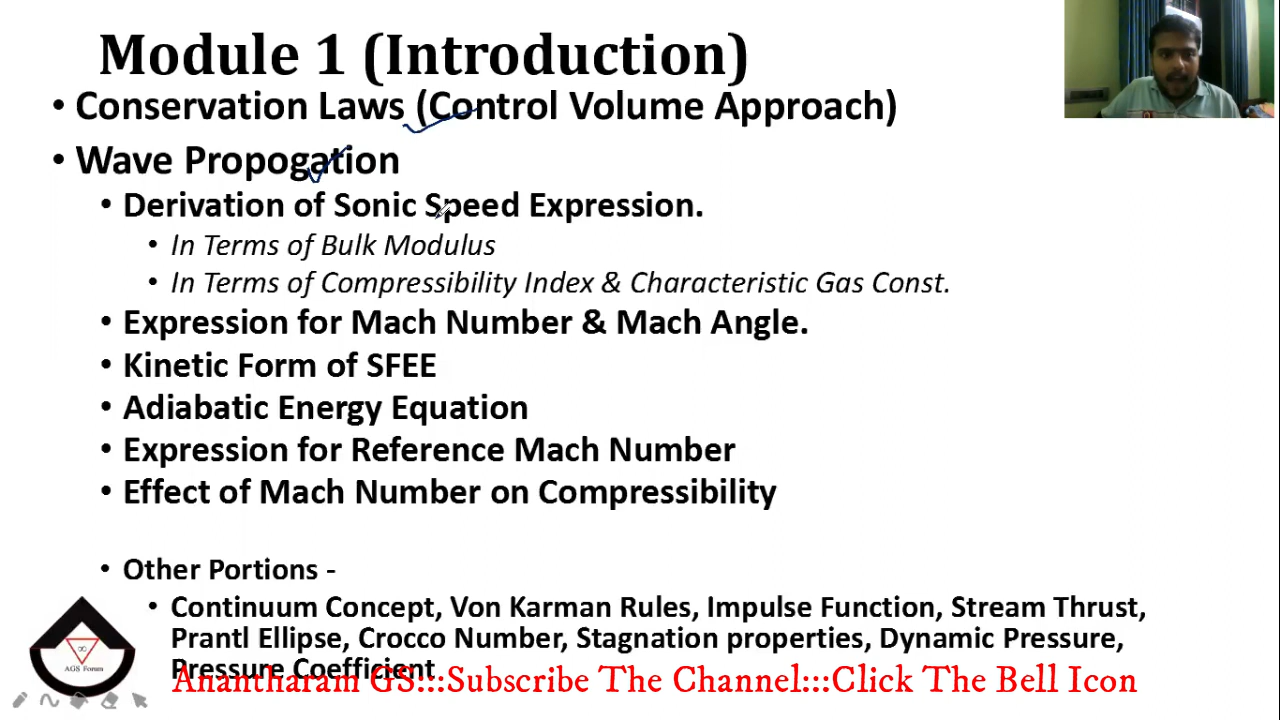 Module 1 (Introduction)
• Conservation Laws (Control Volume Approach)
• Wave Propogation
• Derivation of Sonic Speed Expression.
• In Terms of Bulk Modulus
• In Terms of Compressibility Index & Characteristic Gas Const.
• Expression for Mach Number & Mach Angle.
• Kinetic Form of SFEE
• Adiabatic Energy Equation
• Expression for Reference Mach Number
• Effect of Mach Number on Compressibility
• Other Portions -
• Continuum Concept, Von Karman Rules, Impulse Function, Stream Thrust,
Prantl Ellipse, Crocco Number, Stagnation properties, Dynamic Pressure,
Pressure Coefficient
Anantharam GS:::Subscribe The Channel:::Click The Bell Icon
∞
AGS Forum